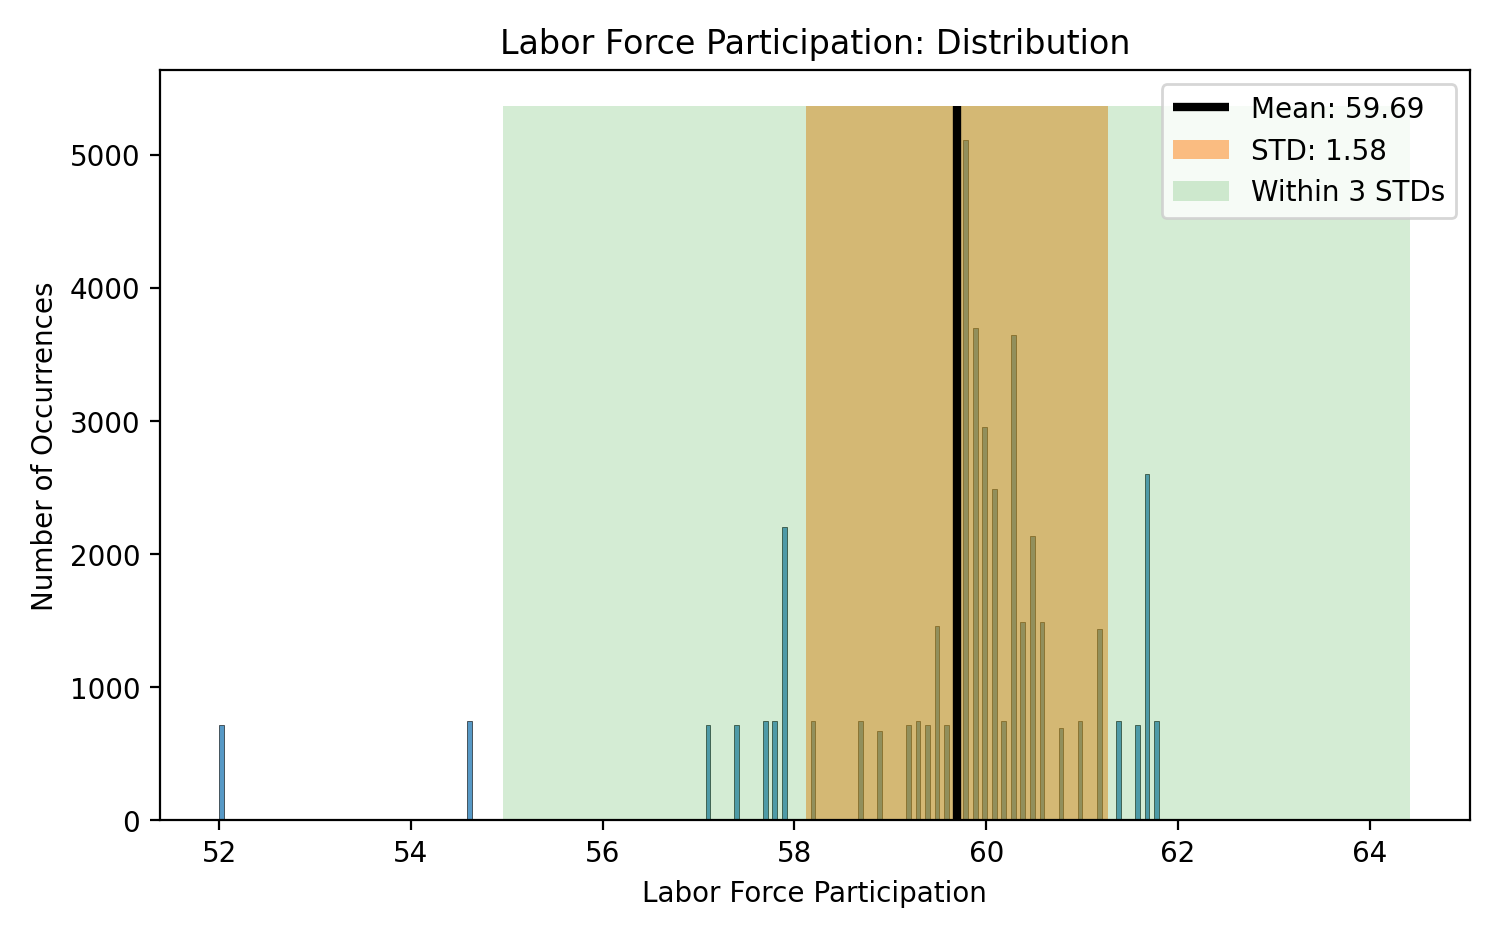 Labor Force Participation: Distribution
Mean: 59.69
STD: 1.58
Within 3 STDs
Number of Occurrences
5000
4000
3000
2000
1000
0
52 54 56 58 60 62 64
Labor Force Participation